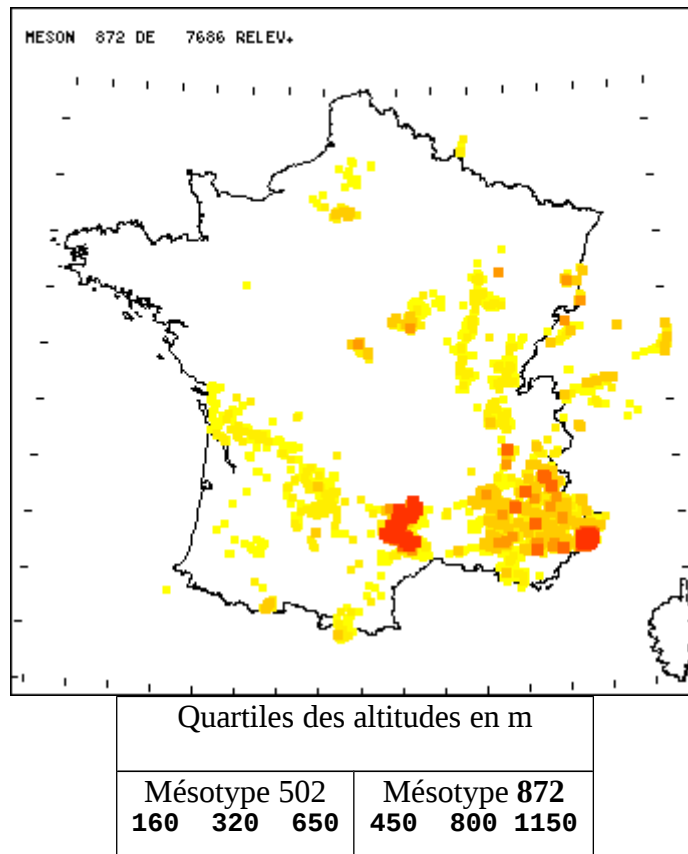 MESON 872 DE 7686 RELEV+
Quartiles des altitudes en m
Mésotype 502 Mésotype 872
160 320 650 450 800 1150